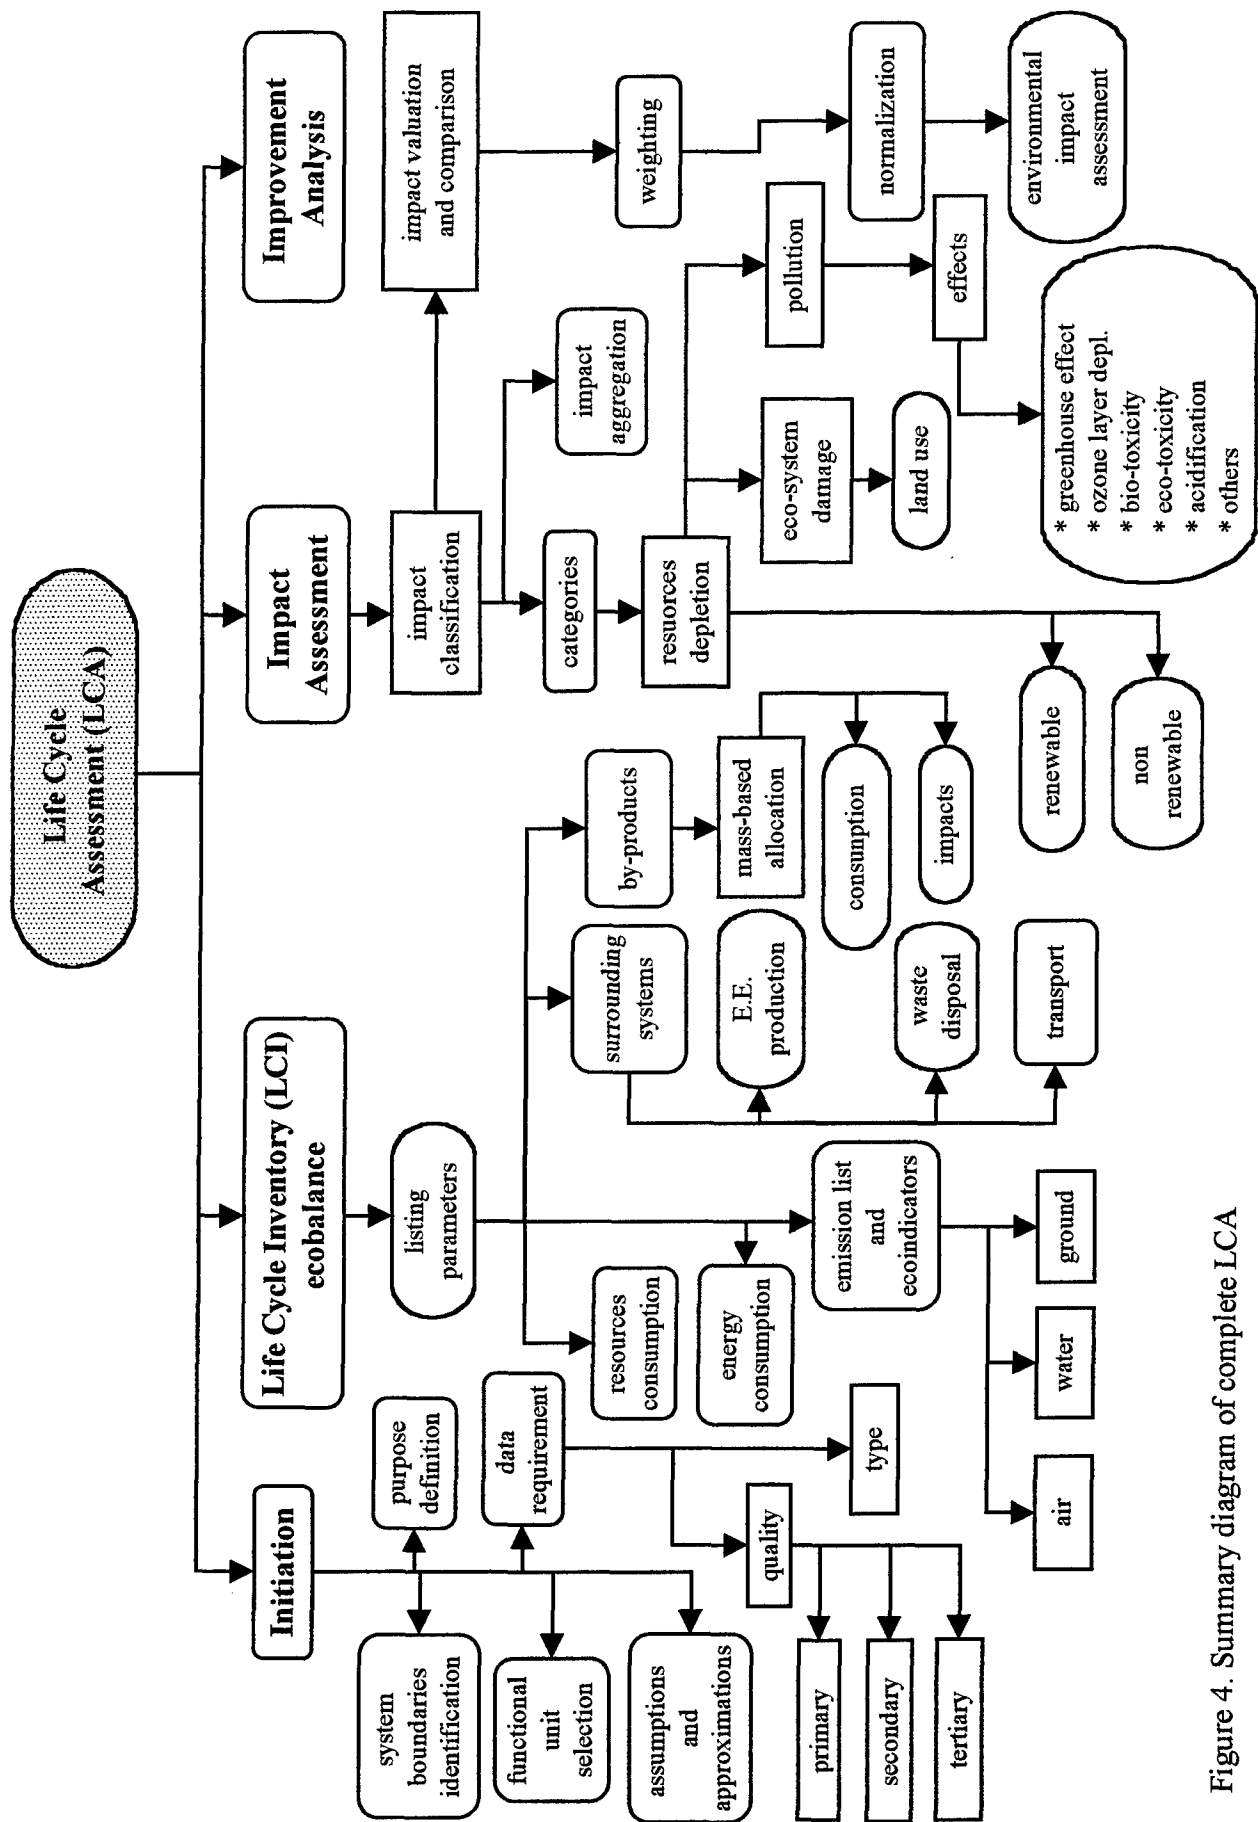 Life Cycle
Assessment (LCA)
Initiation
Life Cycle Inventory (LCI)
ecobalance
Impact
Assessment
Improvement
Analysis
purpose
definition
system
boundaries
identification
data
requirement
functional
unit
selection
assumptions
and
approximations
quality
type
primary
secondary
tertiary
listing
parameters
resources
consumption
energy
consumption
emission list
and
ecoindicators
air
water
ground
surrounding
systems
E.E.
production
waste
disposal
transport
by-products
mass-based
allocation
consunption
impacts
impact
classification
categories
impact
aggregation
resuorces
depletion
renewable
non
renewable
eco-system
damage
land use
pollution
effects
* greenhouse effect
* ozone layer depl.
* bio-toxicity
* eco-toxicity
* acidification
* others
impact valuation
and comparison
weighting
normalization
environmental
impact
assessment
Figure 4. Summary diagram of complete LCA